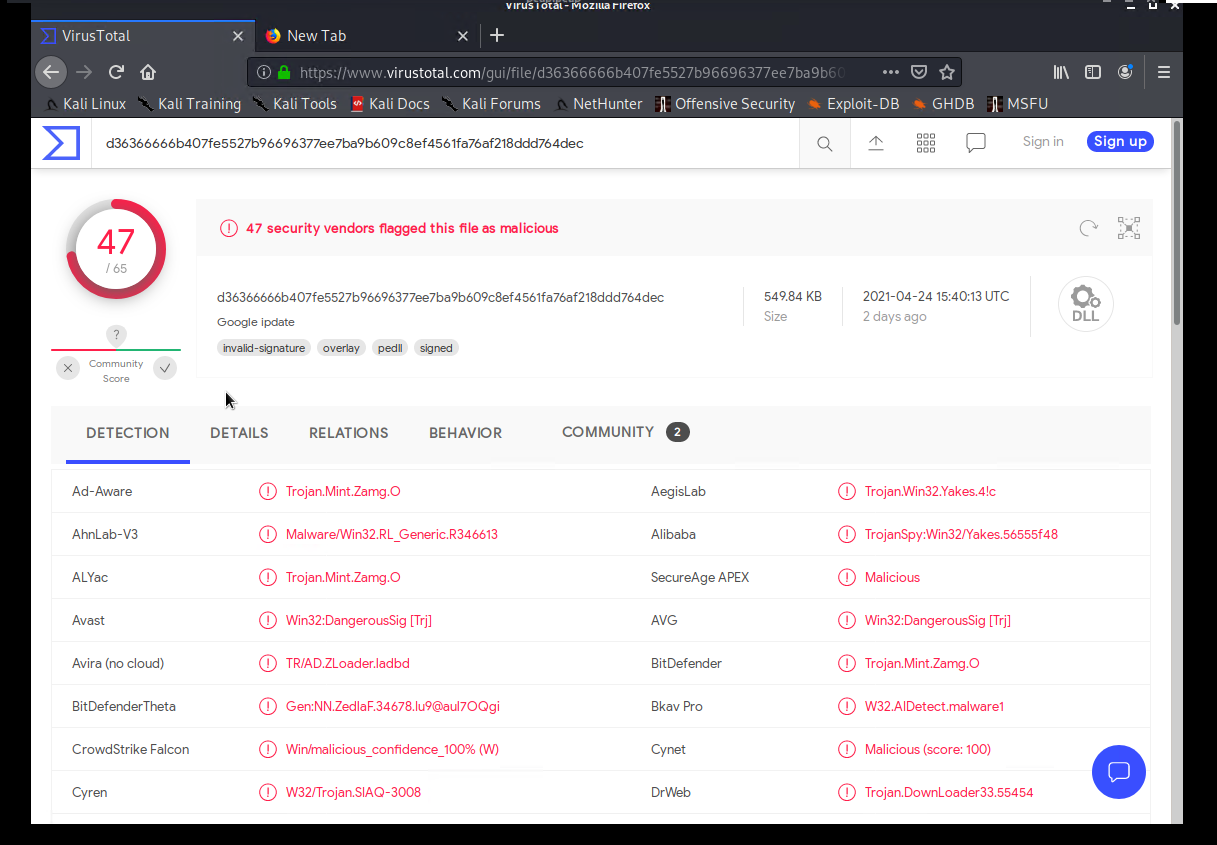 VirusTotal - Mozilla Firefox
VirusTotal
New Tab
https://www.virustotal.com/gui/file/d36366666b407fe5527b96696377ee7ba9b60
Kali Linux Kali Training Kali Tools Kali Docs Kali Forums NetHunter Offensive Security Exploit-DB GHDB MSFU
d36366666b407fe5527b96696377ee7ba9b609c8ef4561fa76af218ddd764dec
Sign in
Sign up
47
/ 65
?
Community
Score
47 security vendors flagged this file as malicious
d36366666b407fe5527b96696377ee7ba9b609c8ef4561fa76af218ddd764dec
Google ipdate
invalid-signature overlay pedll signed
549.84 KB
Size
2021-04-24 15:40:13 UTC
2 days ago
DLL
DETECTION DETAILS RELATIONS BEHAVIOR COMMUNITY 2
Ad-Aware Trojan.Mint.Zamg.O AegisLab Trojan.Win32.Yakes.4!c
AhnLab-V3 Malware/Win32.RL_Generic.R346613 Alibaba TrojanSpy:Win32/Yakes.56555f48
ALYac Trojan.Mint.Zamg.O SecureAge APEX Malicious
Avast Win32:DangerousSig [Trj] AVG Win32:DangerousSig [Trj]
Avira (no cloud) TR/AD.ZLoader.ladbd BitDefender Trojan.Mint.Zamg.O
BitDefenderTheta Gen:NN.ZedlaF.34678.Iu9@aul7OQgi Bkav Pro W32.AIDetect.malware1
CrowdStrike Falcon Win/malicious_confidence_100% (W) Cynet Malicious (score: 100)
Cyren W32/Trojan.SIAQ-3008 DrWeb Trojan.DownLoader33.55454